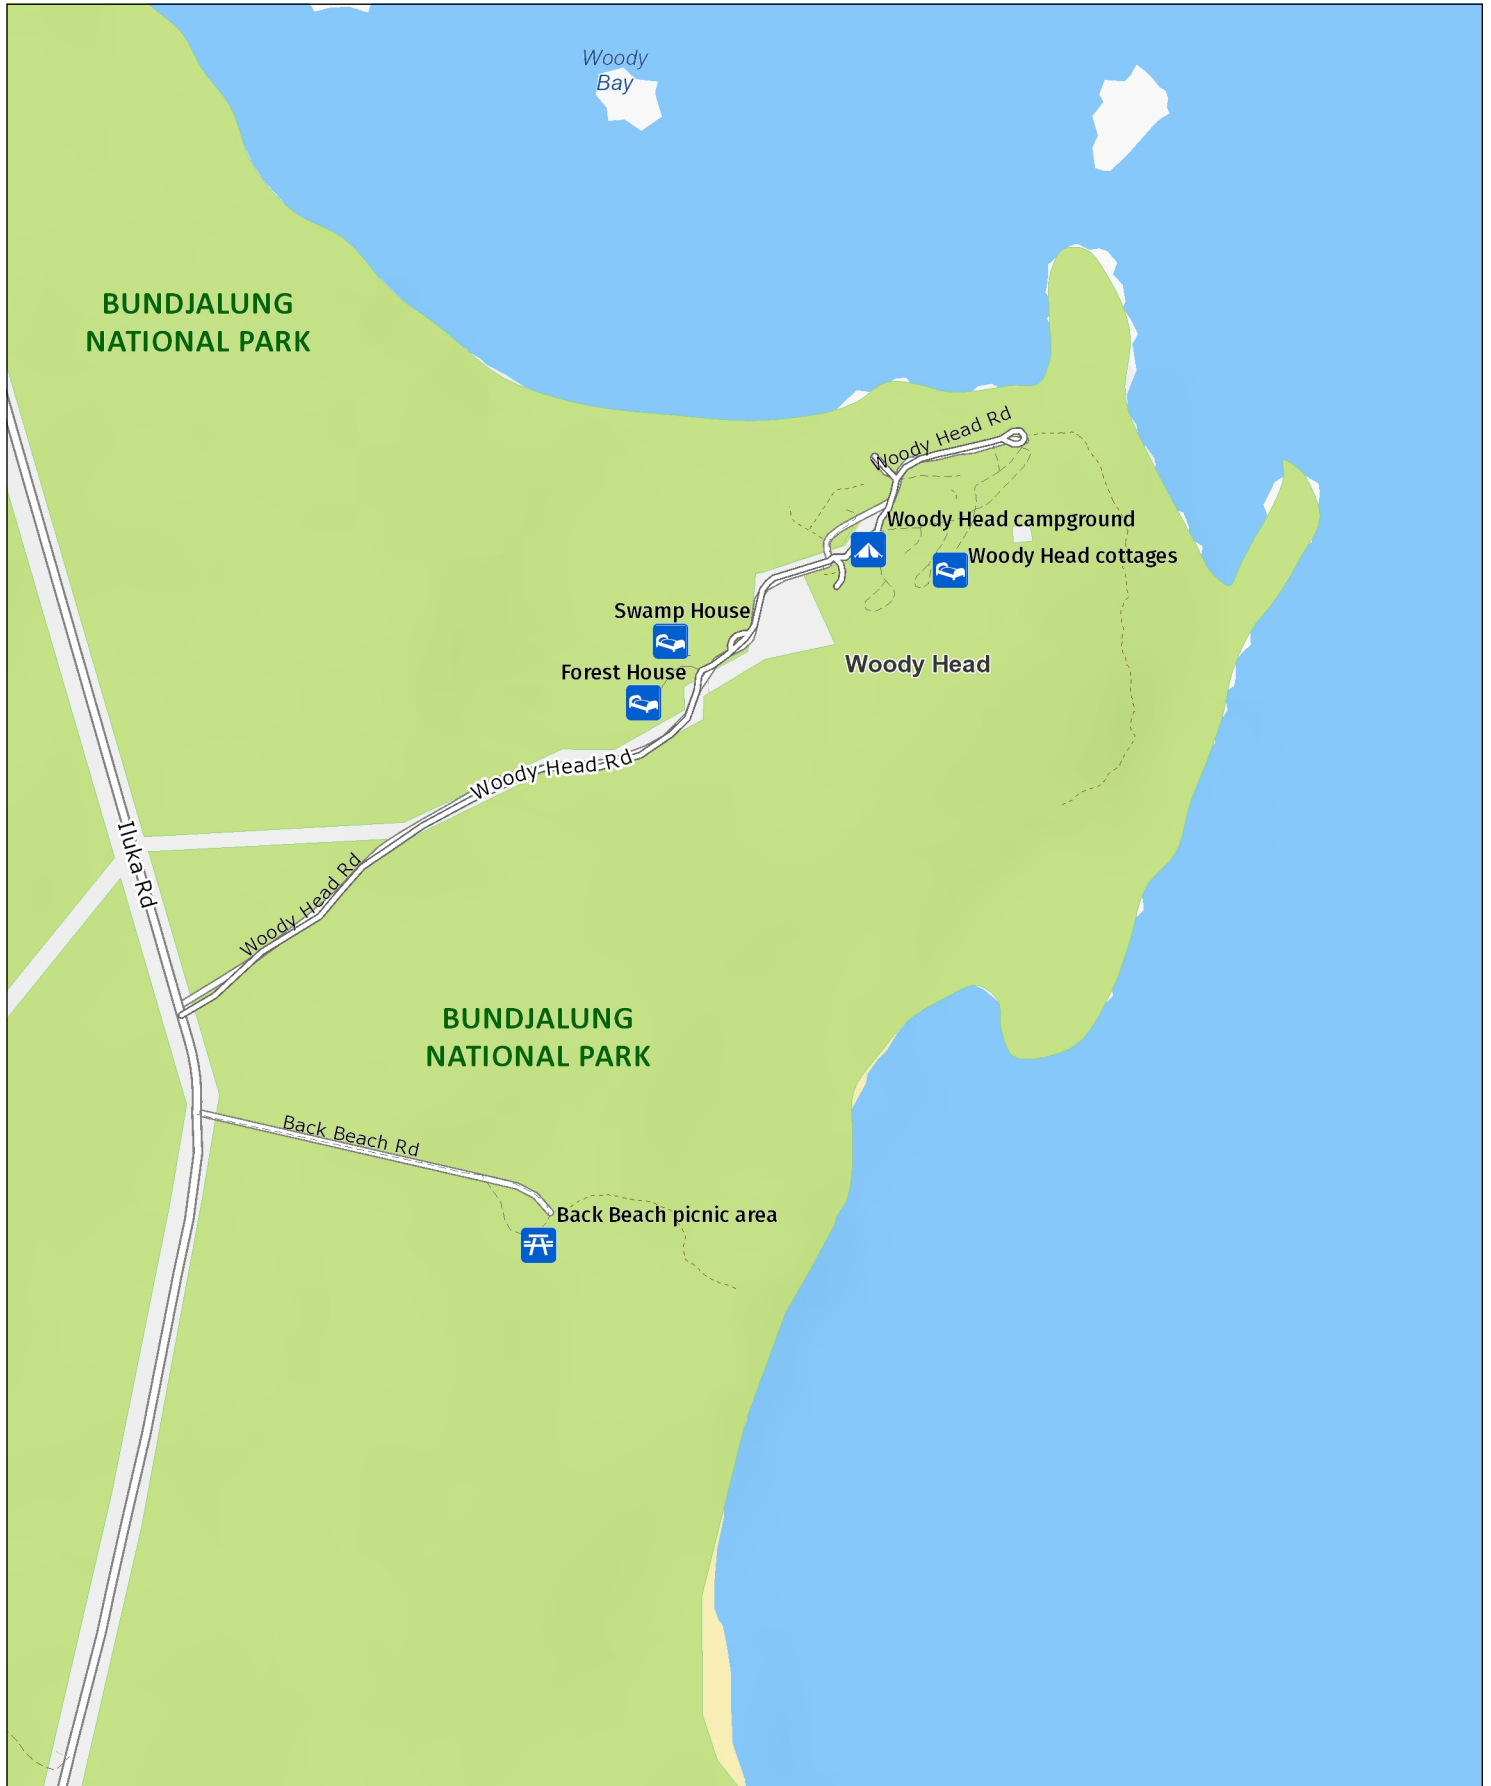 Woody
Bay
BUNDJALUNG
NATIONAL PARK
Woody Head Rd
Woody Head campground
Woody Head cottages
Swamp House
Woody Head
Forest House
Woody Head Rd
Iluka Rd
Woody Head Rd
BUNDJALUNG
NATIONAL PARK
Back Beach Rd
Back Beach picnic area